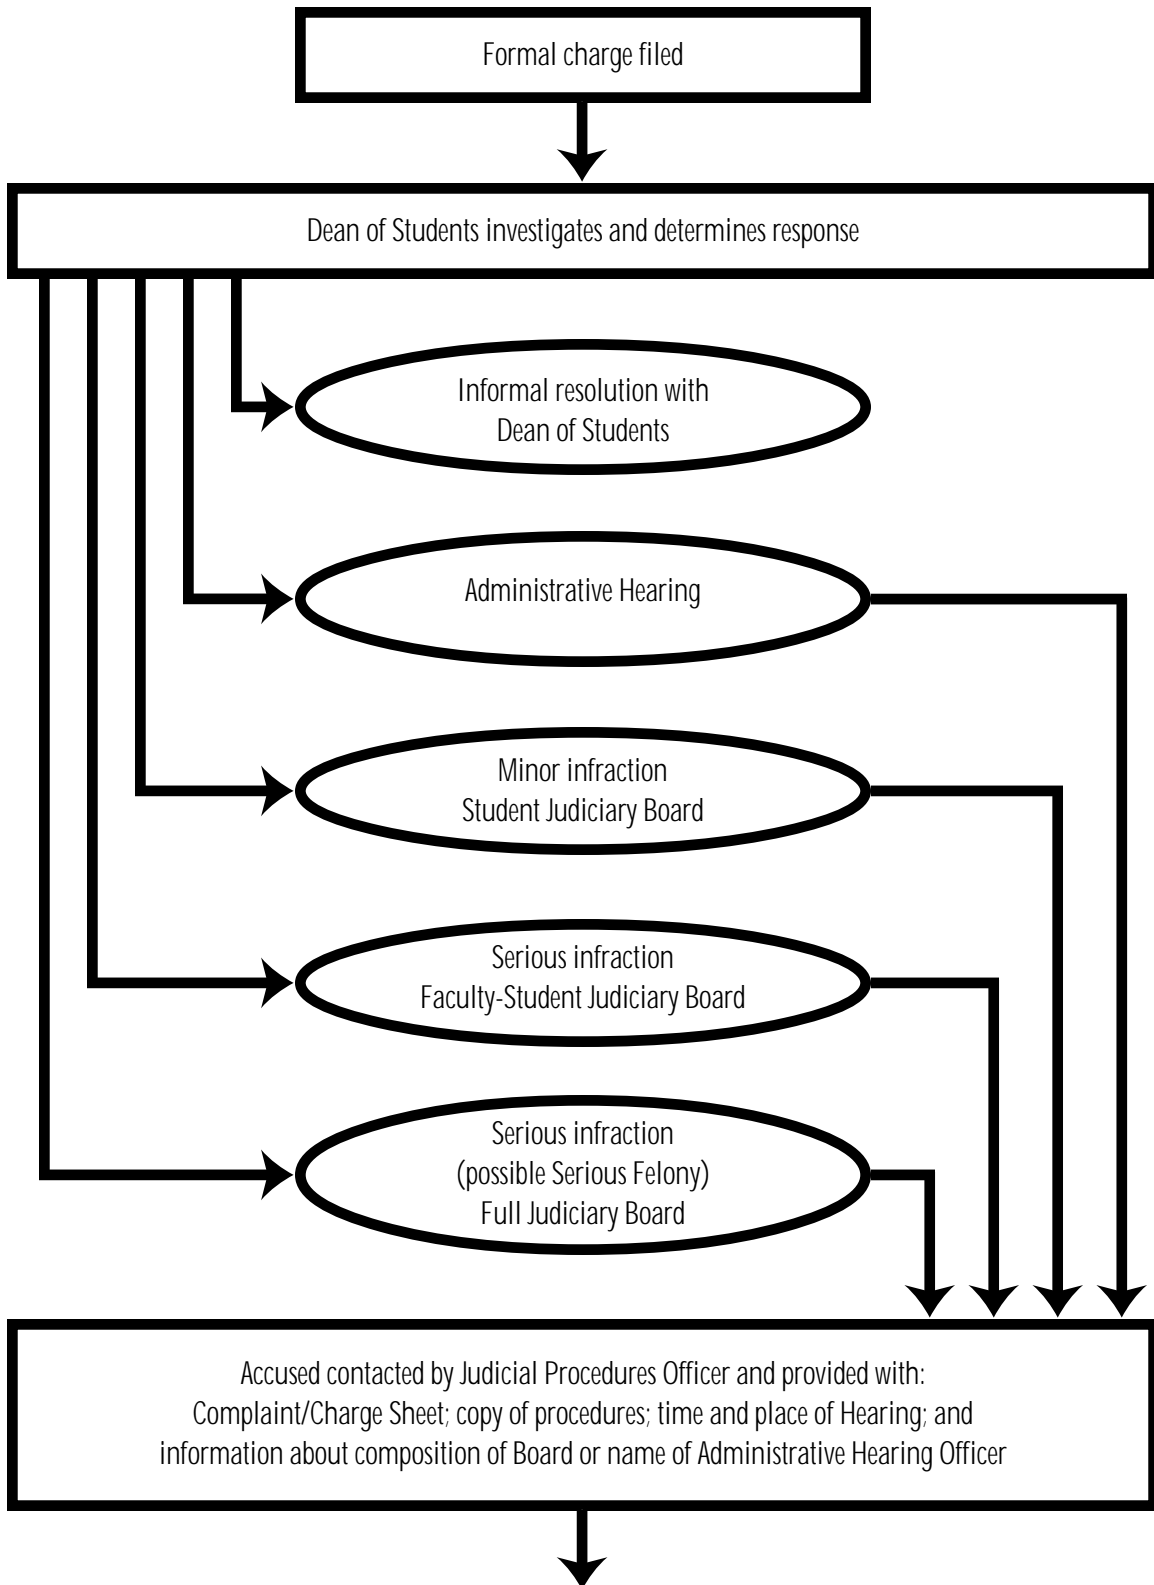 Formal charge filed
Dean of Students investigates and determines response
Informal resolution with
Dean of Students
Administrative Hearing
Minor infraction
Student Judiciary Board
Serious infraction
Faculty-Student Judiciary Board
Serious infraction
(possible Serious Felony)
Full Judiciary Board
Accused contacted by Judicial Procedures Officer and provided with:
Complaint/Charge Sheet; copy of procedures; time and place of Hearing; and
information about composition of Board or name of Administrative Hearing Officer